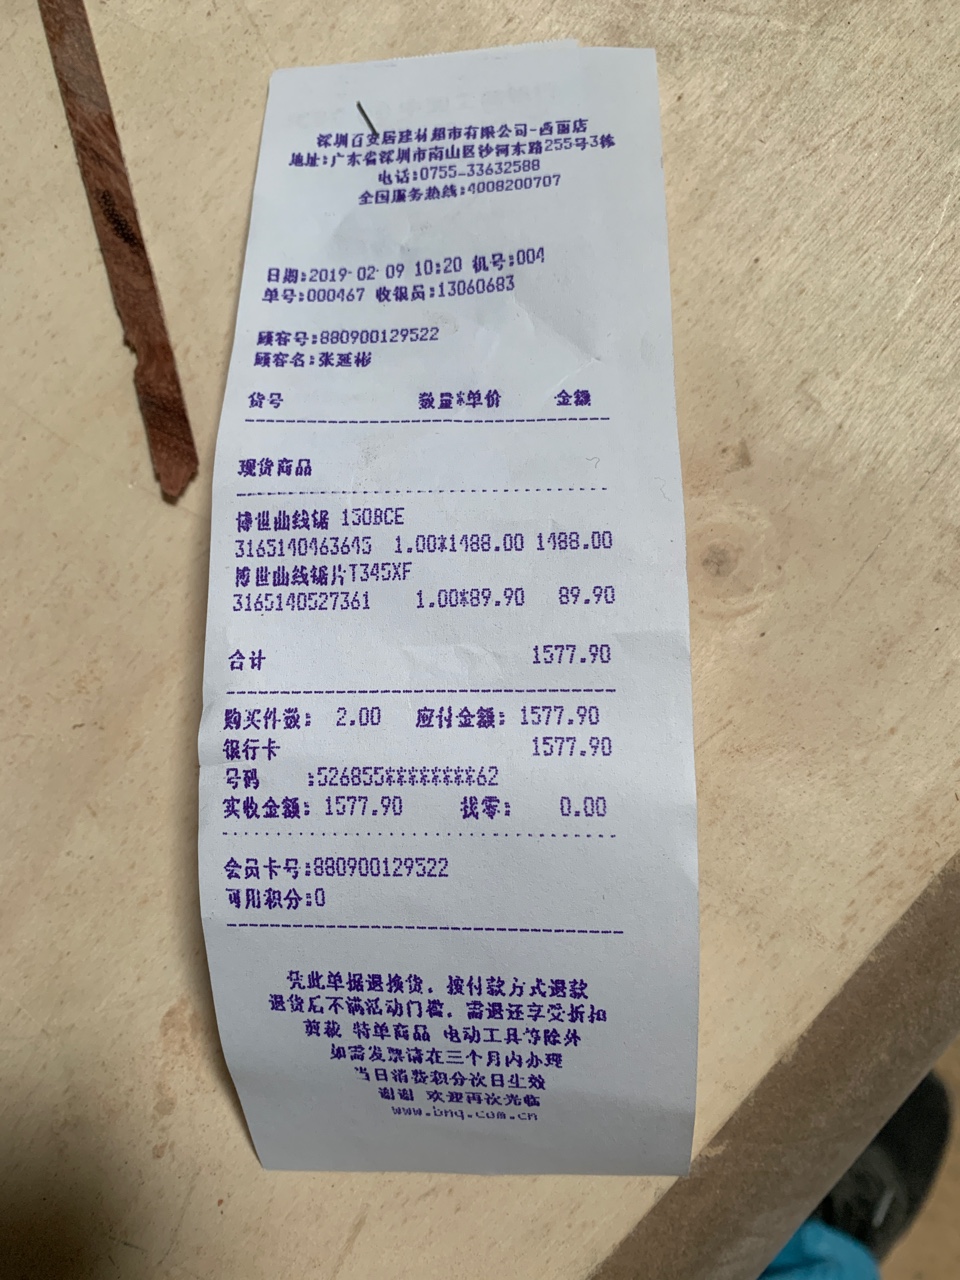 深圳百安居建材超市有限公司-西丽店
地址:广东省深圳市南山区沙河东路255号3栋
电话:0755-33632588
全国服务热线:4008200707
日期:2019-02-09 10:20 机号:004
单号:000467 收银员:13060683
顾客号:880900129522
顾客名:张延彬
货号 数量*单价 金额
现货商品
博世曲线锯 150BCE
3165140463645 1.00*1488.00 1488.00
博世曲线锯片T345XF
3165140527361 1.00*89.90 89.90
合计 1577.90
购买件数: 2.00 应付金额: 1577.90
银行卡 1577.90
号码 :526855********62
实收金额: 1577.90 找零: 0.00
会员卡号:880900129522
可用积分:0
凭此单据退换货, 按付款方式退款
退货后不满活动门槛, 需退还享受折扣
剪裁 特单商品 电动工具等除外
如需发票请在三个月内办理
当日消费积分次日生效
谢谢 欢迎再次光临
www.bnq.com.cn